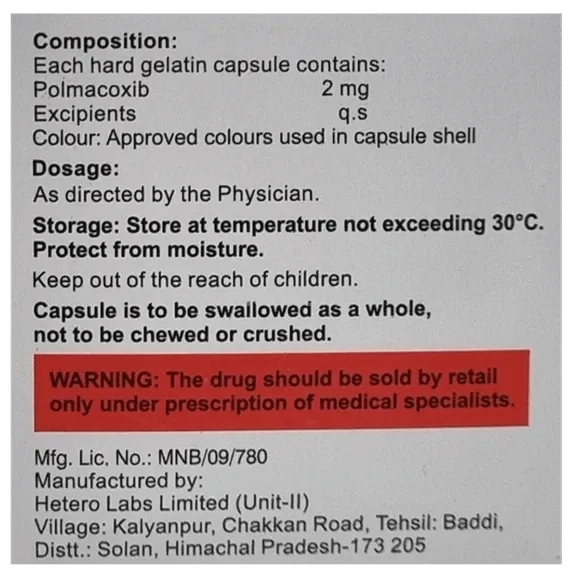 Composition:
Each hard gelatin capsule contains:
Polmacoxib 2 mg
Excipients q.s
Colour: Approved colours used in capsule shell
Dosage:
As directed by the Physician.
Storage: Store at temperature not exceeding 30°C.
Protect from moisture.
Keep out of the reach of children.
Capsule is to be swallowed as a whole,
not to be chewed or crushed.
WARNING: The drug should be sold by retail
only under prescription of medical specialists.
Mfg. Lic. No.: MNB/09/780
Manufactured by:
Hetero Labs Limited (Unit-II)
Village: Kalyanpur, Chakkan Road, Tehsil: Baddi,
Distt.: Solan, Himachal Pradesh-173 205